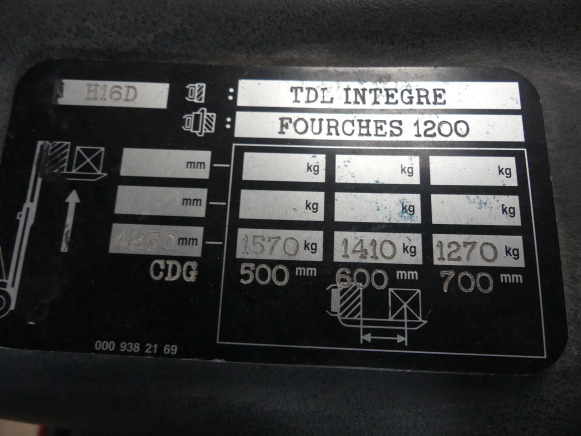 H16D : TDL INTEGRE
: FOURCHES 1200
mm kg kg kg
mm kg kg kg
4950 mm 1570 kg 1410 kg 1270 kg
CDG 500 mm 600 mm 700 mm
000 938 21 69